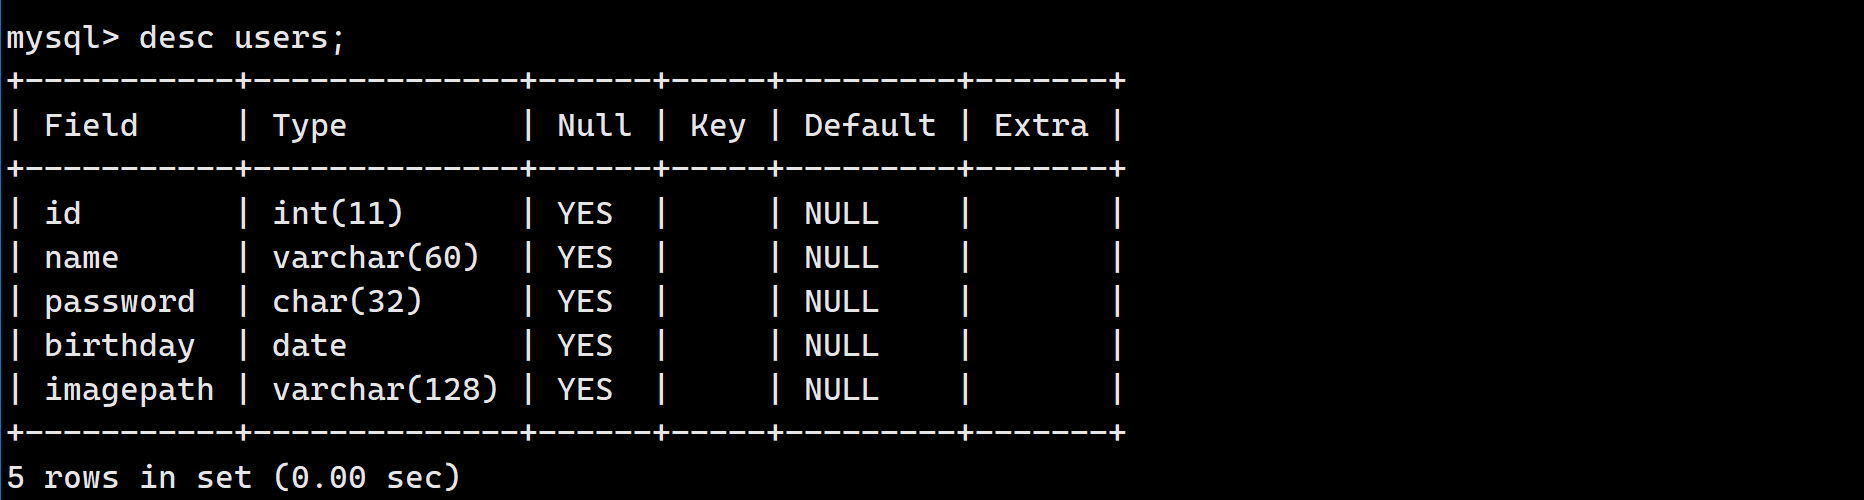 mysql> desc users;
+-----------+--------------+------+-----+---------+-------+
| Field     | Type         | Null | Key | Default | Extra |
+-----------+--------------+------+-----+---------+-------+
| id        | int(11)      | YES  |     | NULL    |       |
| name      | varchar(60)  | YES  |     | NULL    |       |
| password  | char(32)     | YES  |     | NULL    |       |
| birthday  | date         | YES  |     | NULL    |       |
| imagepath | varchar(128) | YES  |     | NULL    |       |
+-----------+--------------+------+-----+---------+-------+
5 rows in set (0.00 sec)